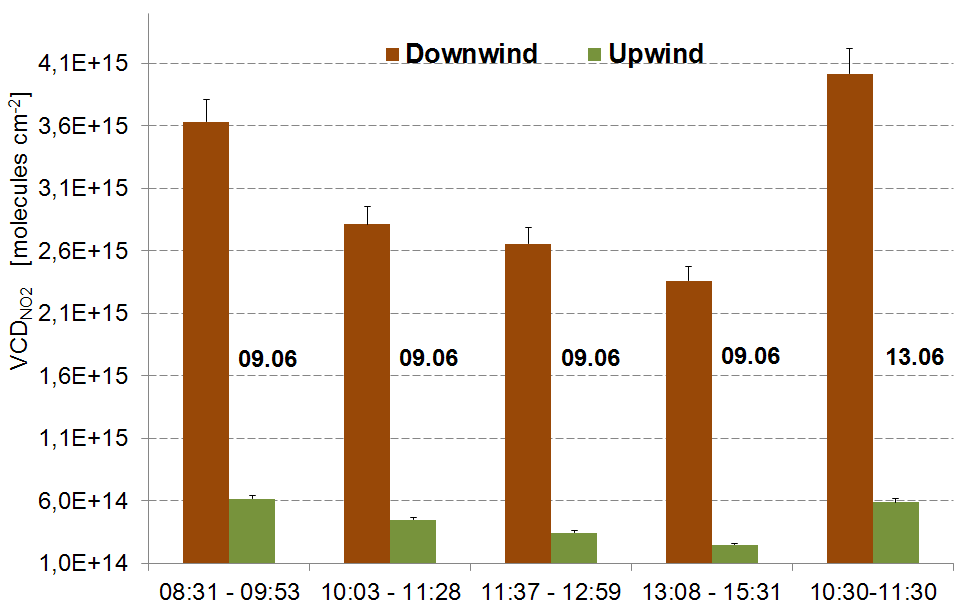 Downwind Upwind
VCDNO2 [molecules cm-2]
4,1E+15
3,6E+15
3,1E+15
2,6E+15
2,1E+15
1,6E+15
1,1E+15
6,0E+14
1,0E+14
09.06 09.06 09.06 09.06 13.06
08:31 - 09:53 10:03 - 11:28 11:37 - 12:59 13:08 - 15:31 10:30-11:30